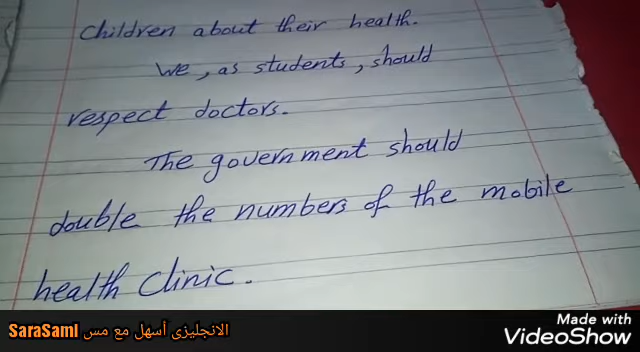 children about their health.
We, as students, should
respect doctors.
The government should
double the numbers of the mobile
health clinic.
الانجليزى أسهل مع مس SaraSaml
Made with
VideoShow